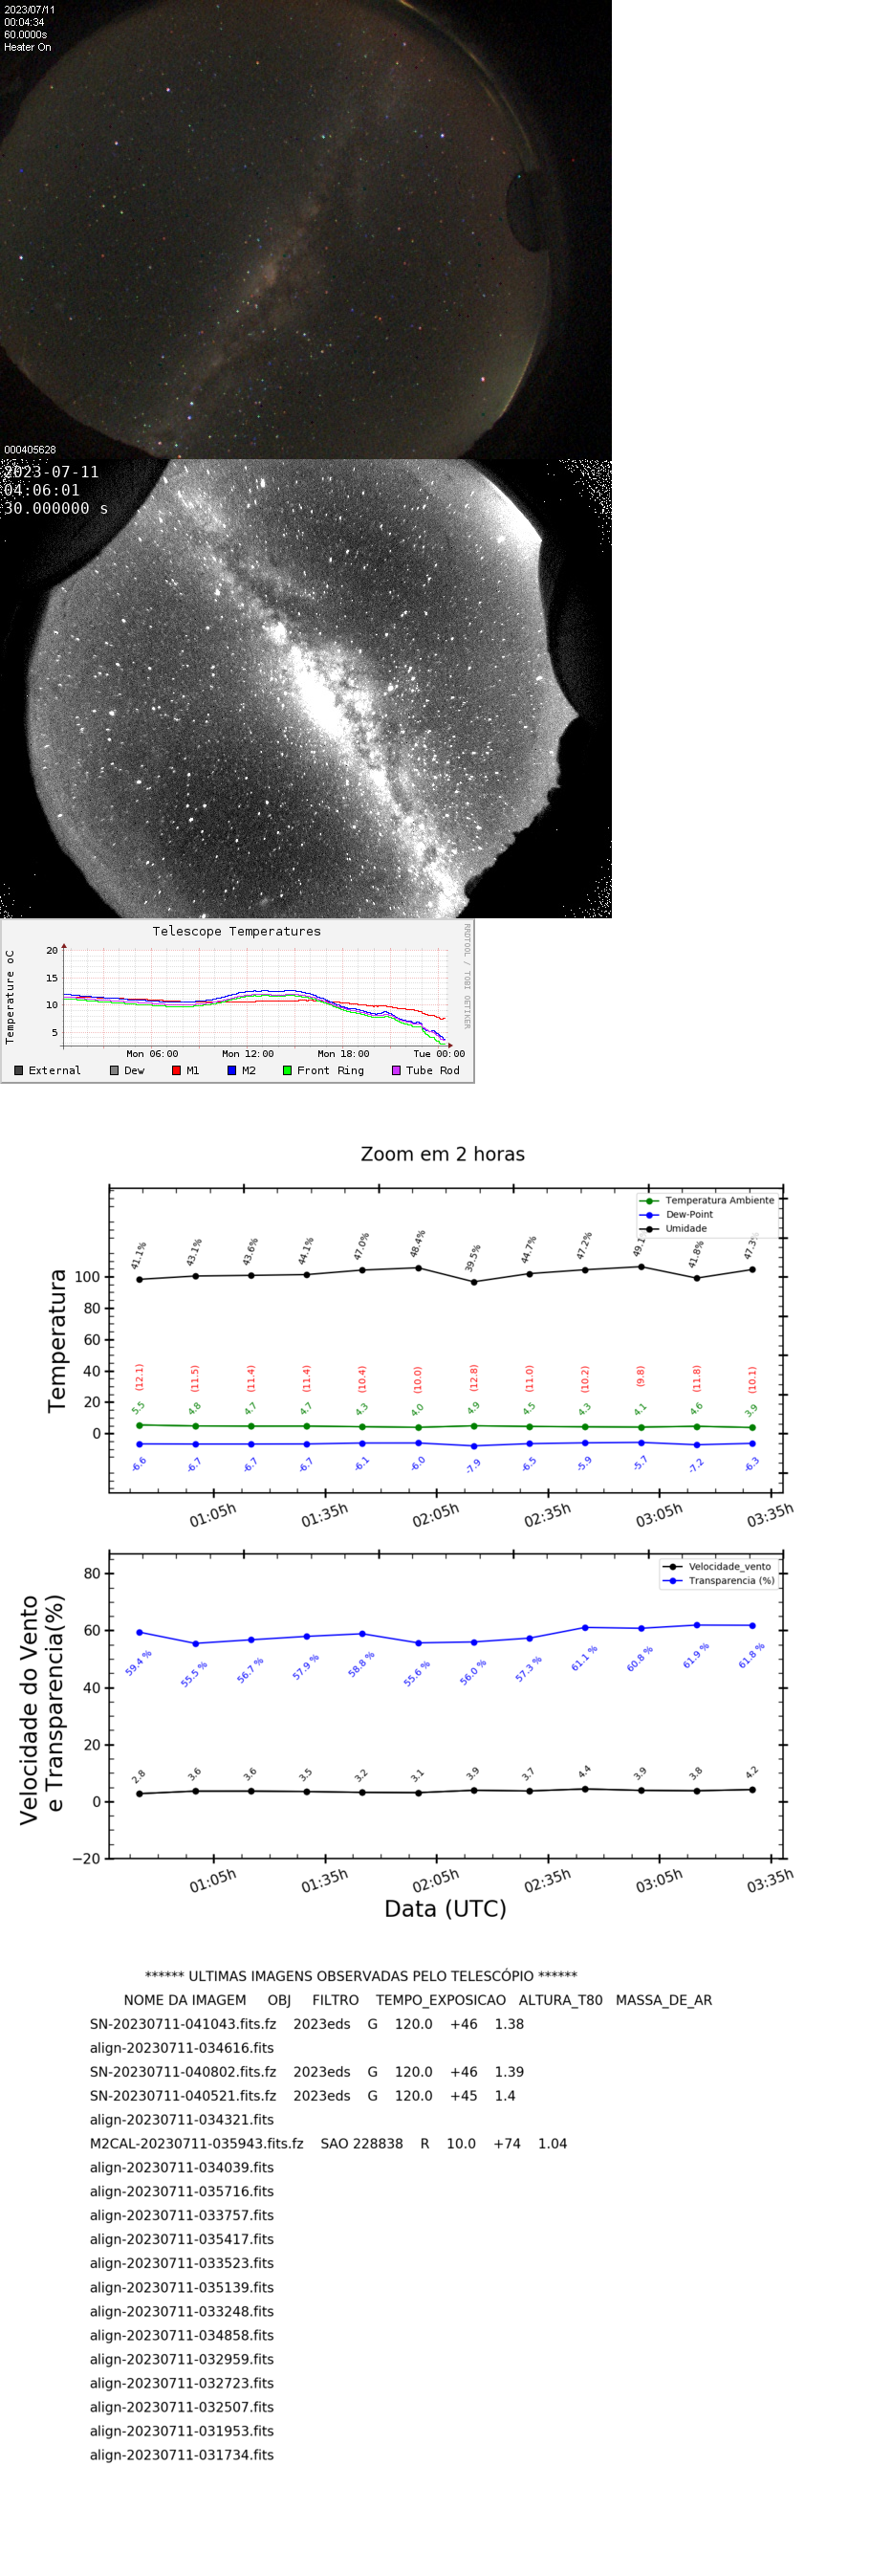 2023/07/11
00:04:34
60.0000s
Heater On
000405628
2023-07-11
04:06:01
30.000000 s
Telescope Temperatures
RRDTOOL / TOBI OETIKER
Temperature oC
20
15
10
5
Mon 06:00 Mon 12:00 Mon 18:00 Tue 00:00
External Dew M1 M2 Front Ring Tube Rod
Zoom em 2 horas
Temperatura Ambiente
Dew-Point
Umidade
41.1% 43.1% 43.6% 44.1% 47.0% 48.4% 39.5% 44.7% 47.2% 49.1 41.8% 47.3%
Temperatura
100
80
60
40
20
0
(12.1) (11.5) (11.4) (11.4) (10.4) (10.0) (12.8) (11.0) (10.2) (9.8) (11.8) (10.1)
5.5 4.8 4.7 4.7 4.3 4.0 4.9 4.5 4.3 4.1 4.6 3.9
-6.6 -6.7 -6.7 -6.7 -6.1 -6.0 -7.9 -6.5 -5.9 -5.7 -7.2 -6.3
01:05h 01:35h 02:05h 02:35h 03:05h 03:35h
Velocidade_vento
Transparencia (%)
Velocidade do Vento
e Transparencia(%)
80
60
40
20
0
−20
59.4 % 55.5 % 56.7 % 57.9 % 58.8 % 55.6 % 56.0 % 57.3 % 61.1 % 60.8 % 61.9 % 61.8 %
2.8 3.6 3.6 3.5 3.2 3.1 3.9 3.7 4.4 3.9 3.8 4.2
01:05h 01:35h 02:05h 02:35h 03:05h 03:35h
Data (UTC)
****** ULTIMAS IMAGENS OBSERVADAS PELO TELESCÓPIO ******
NOME DA IMAGEM OBJ FILTRO TEMPO_EXPOSICAO ALTURA_T80 MASSA_DE_AR
SN-20230711-041043.fits.fz 2023eds G 120.0 +46 1.38
align-20230711-034616.fits
SN-20230711-040802.fits.fz 2023eds G 120.0 +46 1.39
SN-20230711-040521.fits.fz 2023eds G 120.0 +45 1.4
align-20230711-034321.fits
M2CAL-20230711-035943.fits.fz SAO 228838 R 10.0 +74 1.04
align-20230711-034039.fits
align-20230711-035716.fits
align-20230711-033757.fits
align-20230711-035417.fits
align-20230711-033523.fits
align-20230711-035139.fits
align-20230711-033248.fits
align-20230711-034858.fits
align-20230711-032959.fits
align-20230711-032723.fits
align-20230711-032507.fits
align-20230711-031953.fits
align-20230711-031734.fits